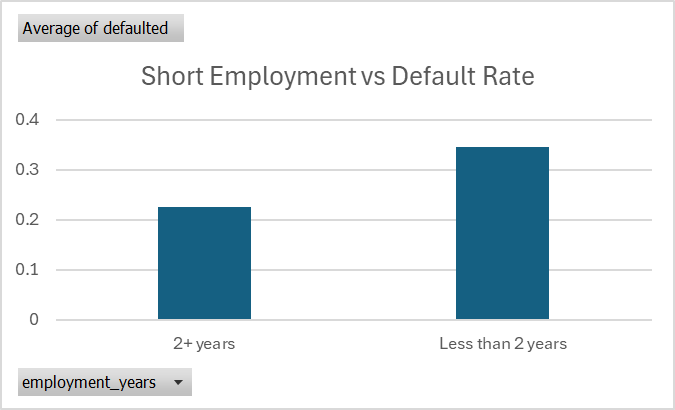 Average of defaulted
Short Employment vs Default Rate
0.4
0.3
0.2
0.1
0
2+ years
Less than 2 years
employment_years